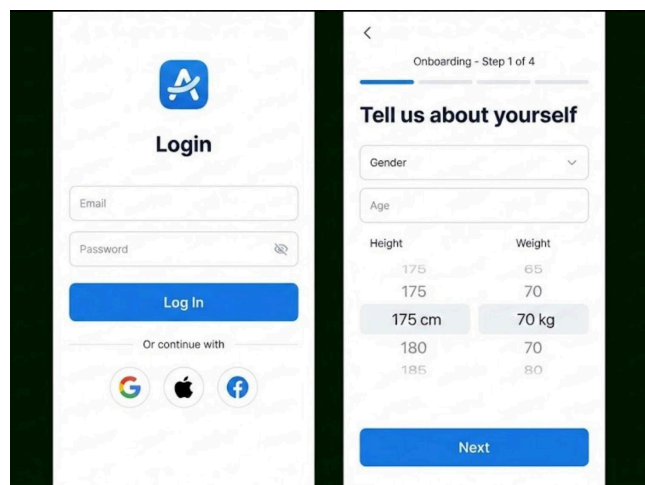 Login
Email
Password
Log In
Or continue with
Onboarding - Step 1 of 4
Tell us about yourself
Gender
Age
Height Weight
175 65
175 70
175 cm 70 kg
180 70
185 80
Next